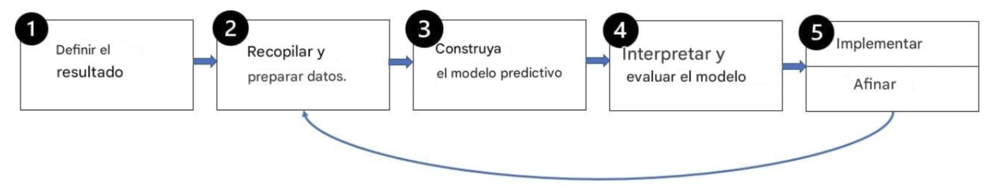 1
Definir el
resultado
2
Recopilar y
preparar datos.
3
Construya
el modelo predictivo
4
Interpretar y
evaluar el modelo
5
Implementar
Afinar